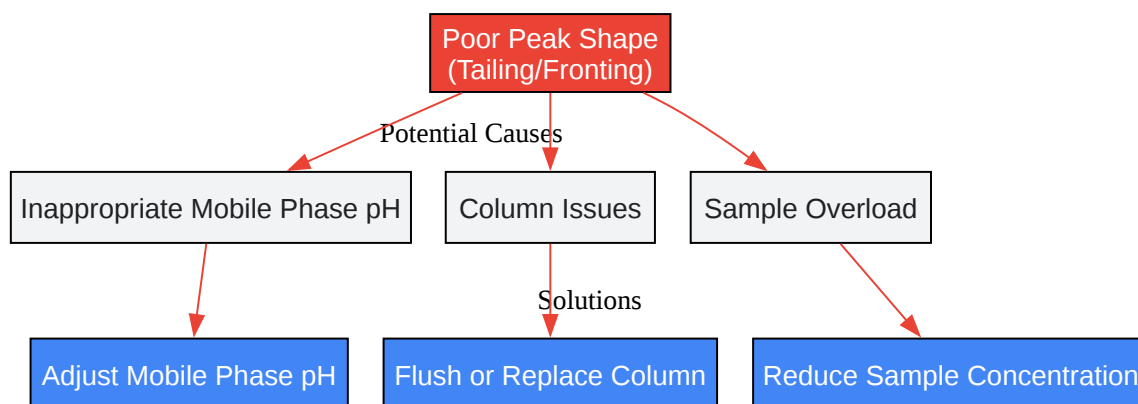 Poor Peak Shape
(Tailing/Fronting)
Potential Causes
Inappropriate Mobile Phase pH
Column Issues
Sample Overload
Solutions
Adjust Mobile Phase pH
Flush or Replace Column
Reduce Sample Concentration